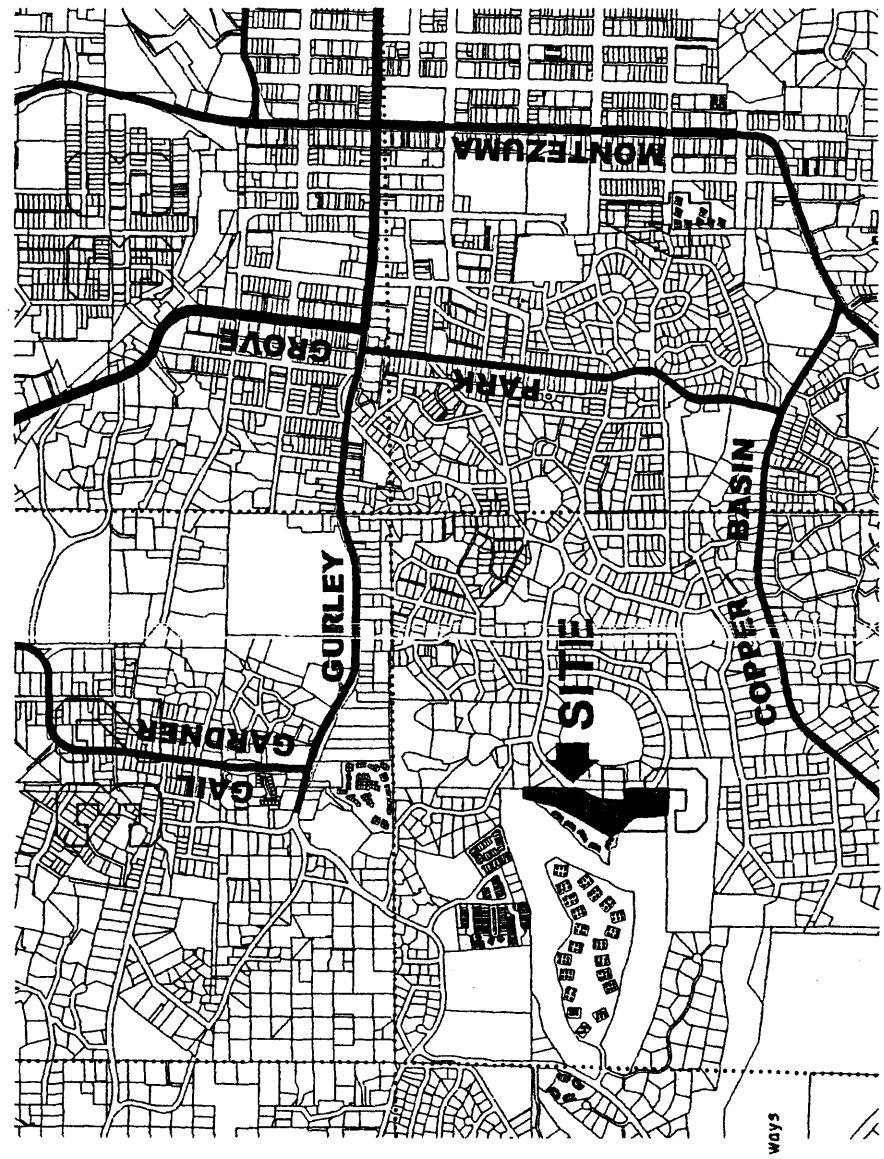 MONTEZUMA
GROVE
PARK
GURLEY
COPPER BASIN
SITE
GARDNER
GAIL
ways